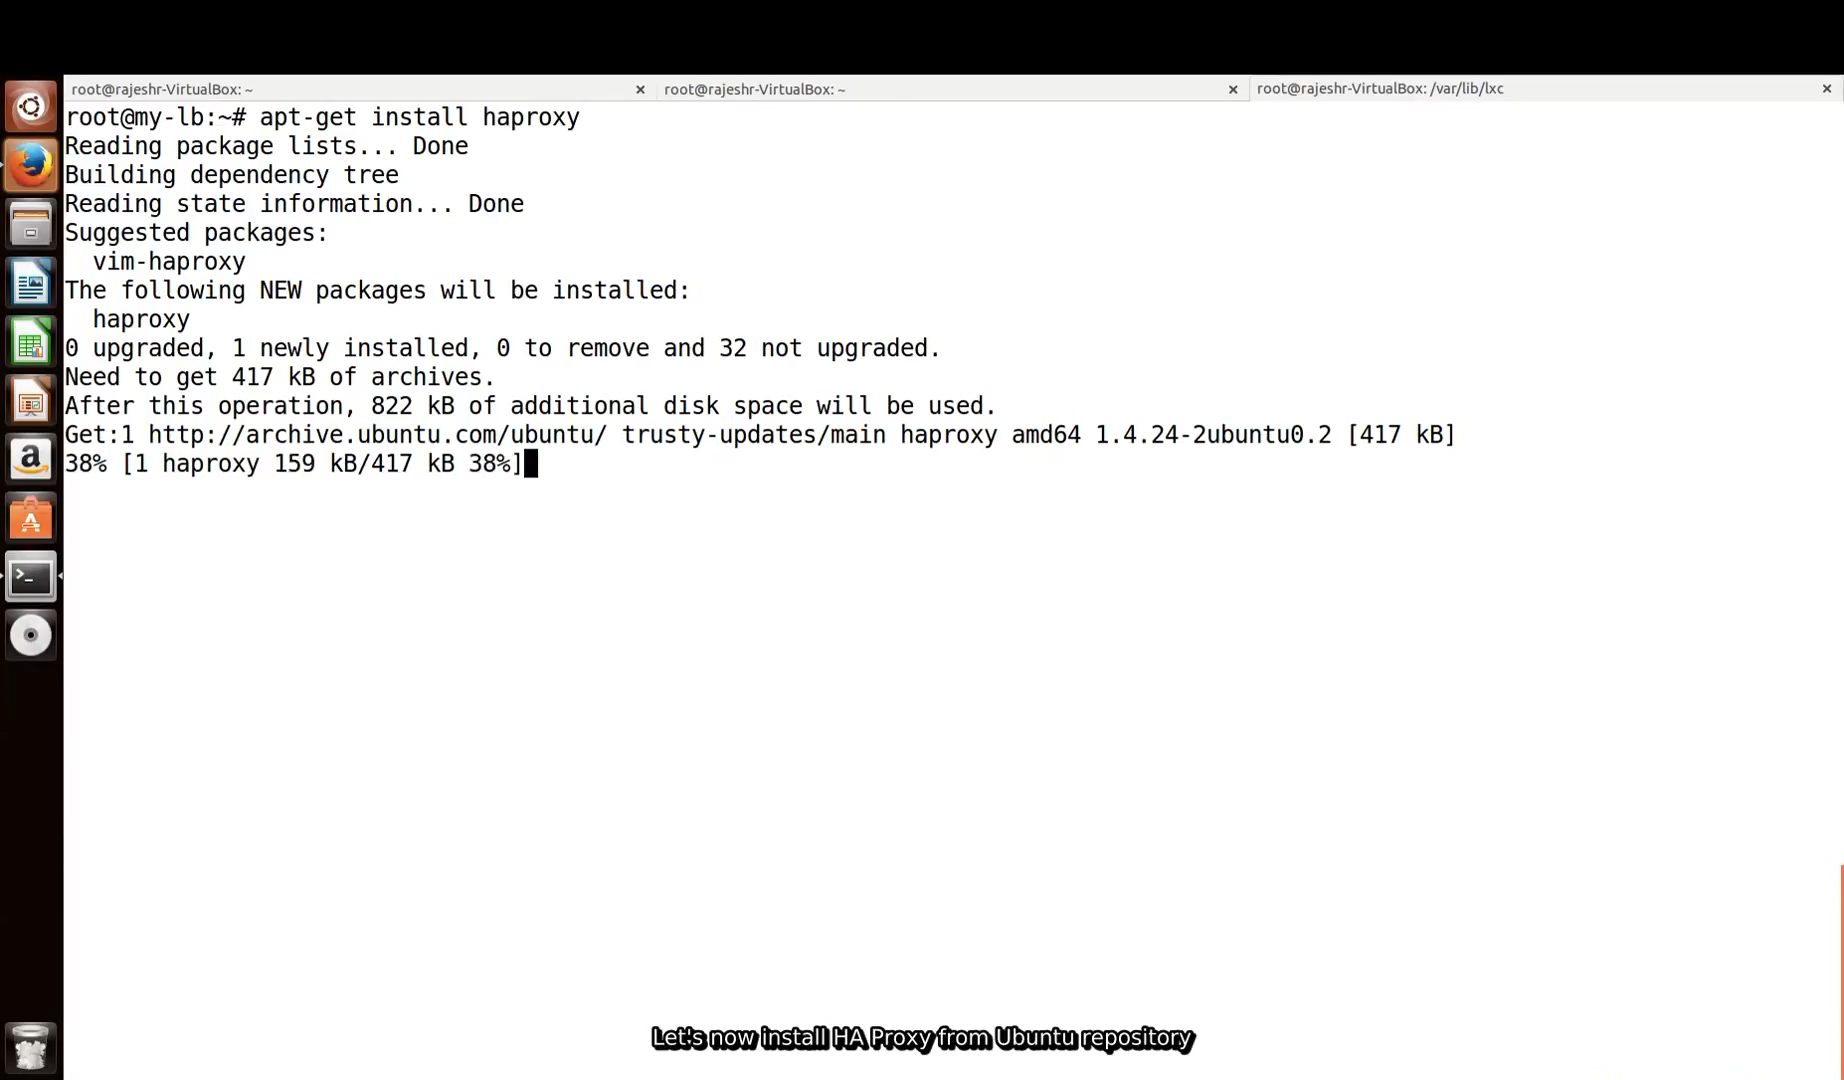 root@rajeshr-VirtualBox: ~ × root@rajeshr-VirtualBox: ~ × root@rajeshr-VirtualBox: /var/lib/lxc ×
root@my-lb:~# apt-get install haproxy
Reading package lists... Done
Building dependency tree
Reading state information... Done
Suggested packages:
  vim-haproxy
The following NEW packages will be installed:
  haproxy
0 upgraded, 1 newly installed, 0 to remove and 32 not upgraded.
Need to get 417 kB of archives.
After this operation, 822 kB of additional disk space will be used.
Get:1 http://archive.ubuntu.com/ubuntu/ trusty-updates/main haproxy amd64 1.4.24-2ubuntu0.2 [417 kB]
38% [1 haproxy 159 kB/417 kB 38%]
Let's now install HA Proxy from Ubuntu repository